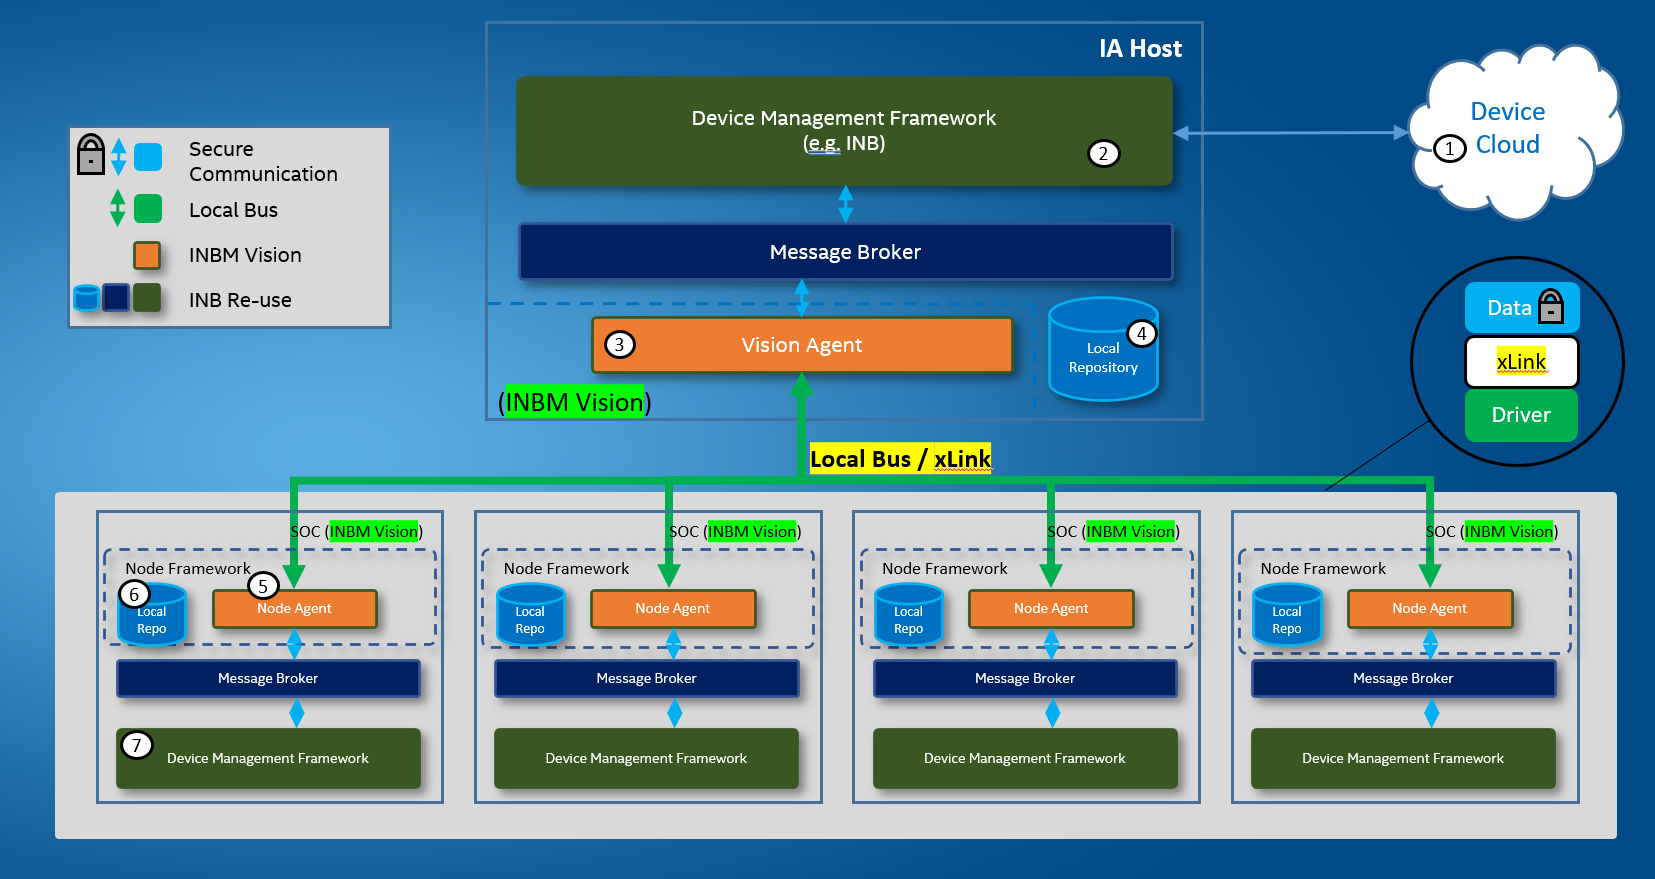 IA Host
Device Management Framework
(e.g. INB)
2
Device
Cloud
1
Secure
Communication
Local Bus
INBM Vision
INB Re-use
Message Broker
3
Vision Agent
4
Local
Repository
(INBM Vision)
Data
xLink
Driver
Local Bus / xLink
SOC (INBM Vision)
Node Framework
5
6
Local
Repo
Node Agent
Message Broker
7
Device Management Framework
SOC (INBM Vision)
Node Framework
Local
Repo
Node Agent
Message Broker
Device Management Framework
SOC (INBM Vision)
Node Framework
Local
Repo
Node Agent
Message Broker
Device Management Framework
SOC (INBM Vision)
Node Framework
Local
Repo
Node Agent
Message Broker
Device Management Framework